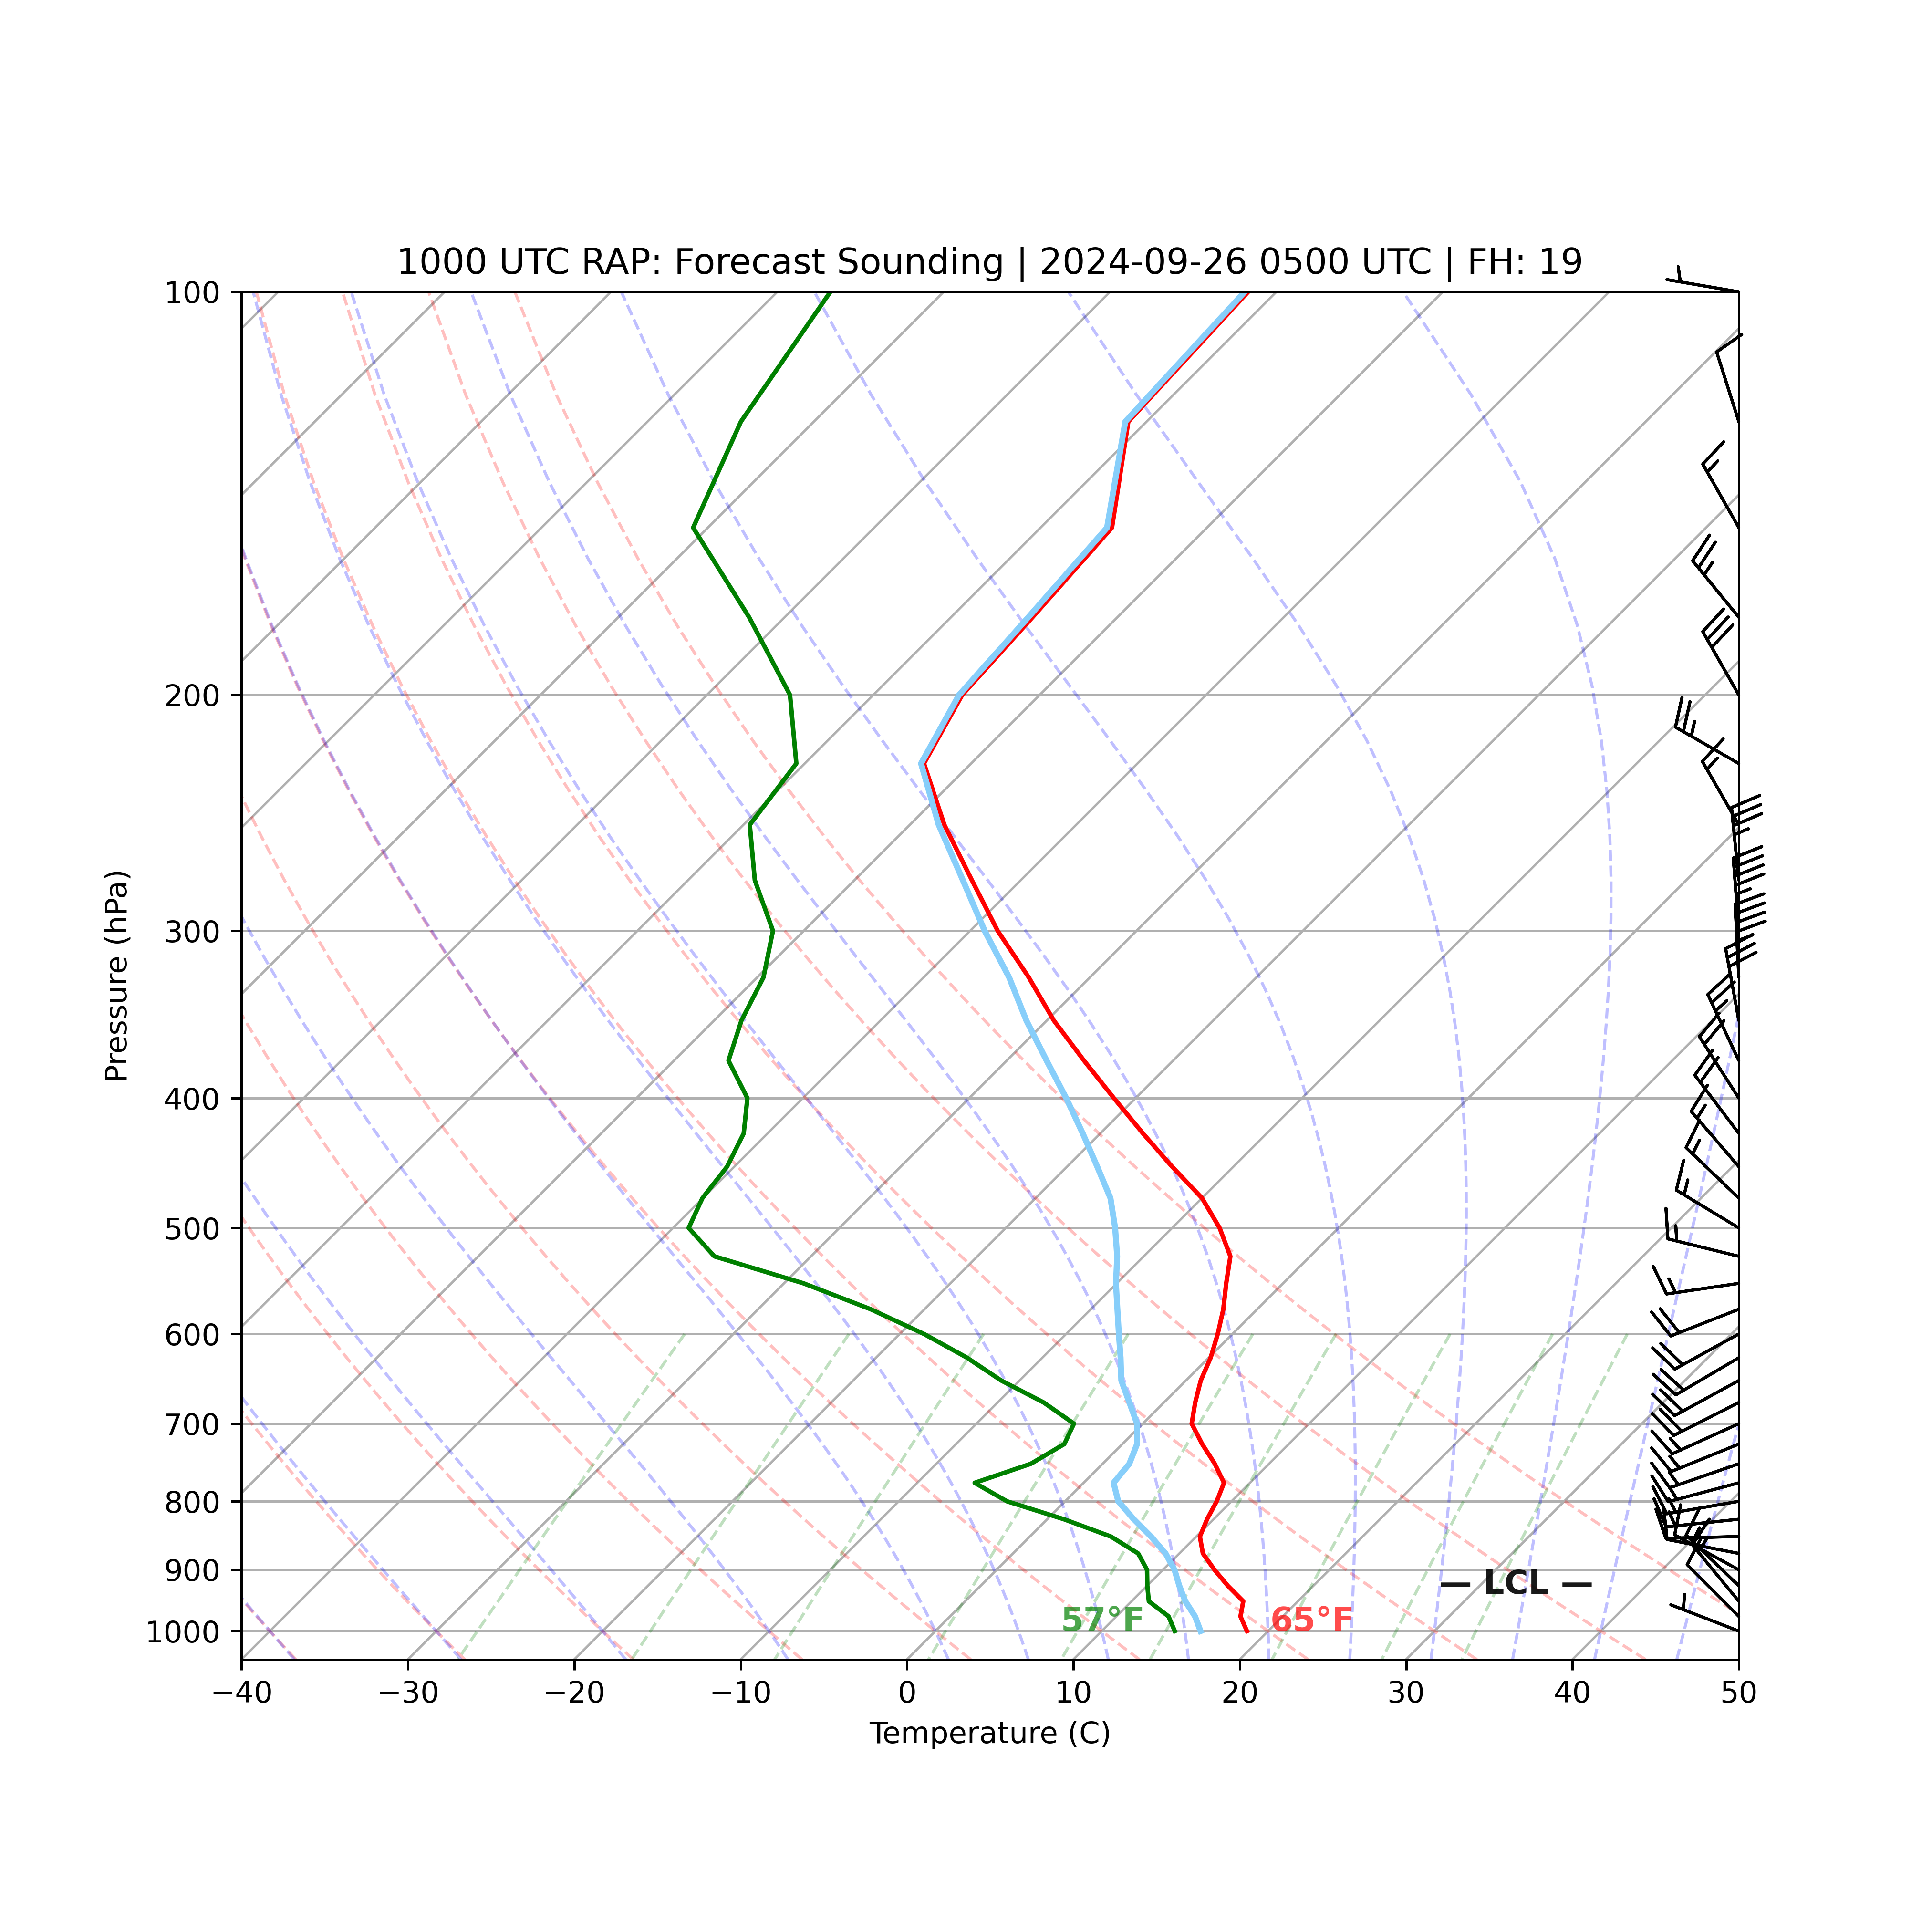 1000 UTC RAP: Forecast Sounding | 2024-09-26 0500 UTC | FH: 19
100
200
300
400
500
600
700
800
900
1000
Pressure (hPa)
— LCL —
57°F
65°F
−40 −30 −20 −10 0 10 20 30 40 50
Temperature (C)